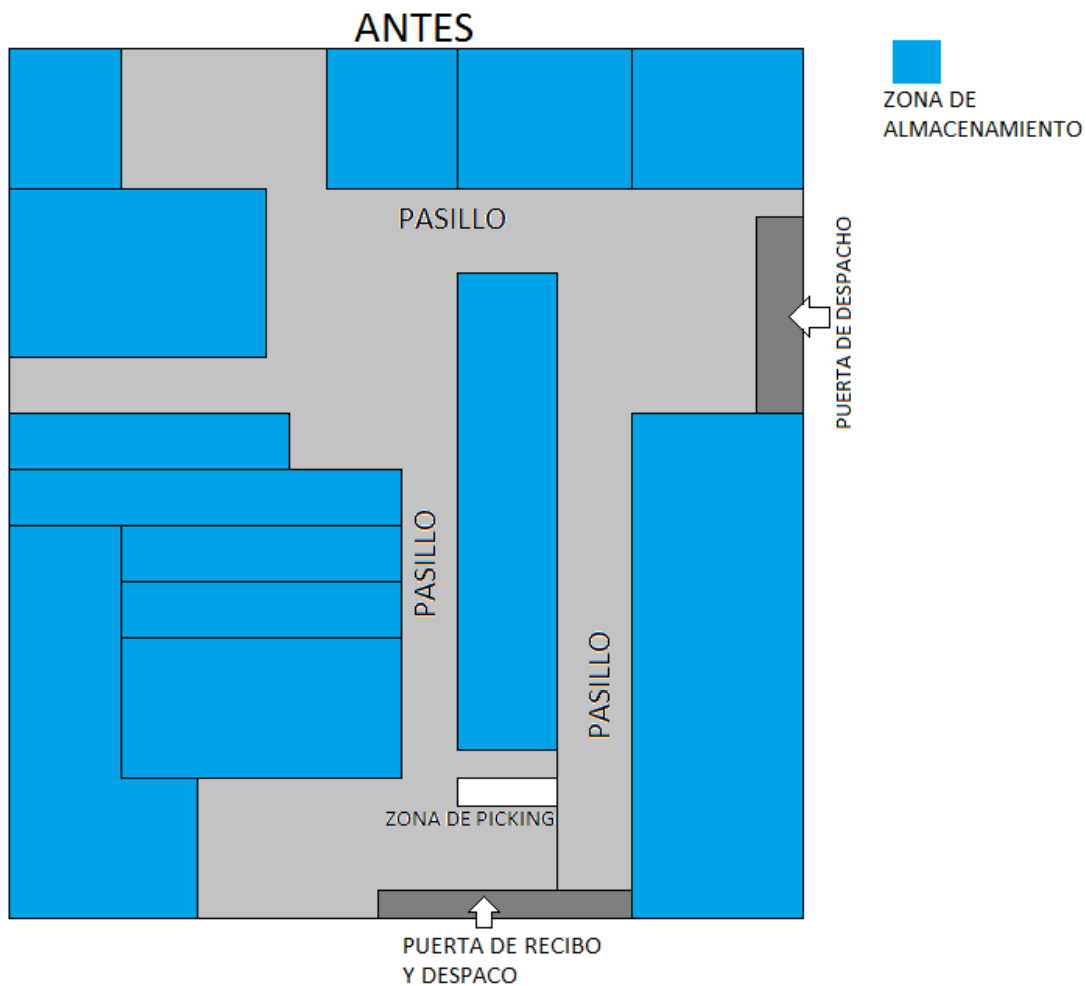 ANTES
ZONA DE
ALMACENAMIENTO
PASILLO
PUERTA DE DESPACHO
PASILLO
PASILLO
ZONA DE PICKING
PUERTA DE RECIBO
Y DESPACO